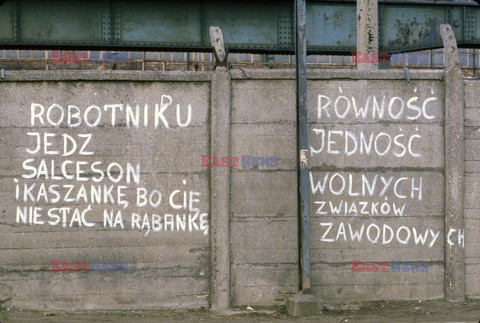 ROBOTNIKU
JEDZ
SALCESON
I KASZANKĘ, BO CIE
NIE STAĆ NA RĄBANKĘ
RÓWNOŚĆ
JEDNOŚĆ
WOLNYCH
ZWIĄZKÓW
ZAWODOWYCH
EAST NEWS
EAST NEWS
EAST NEWS
EAST NEWS
EAST NEWS